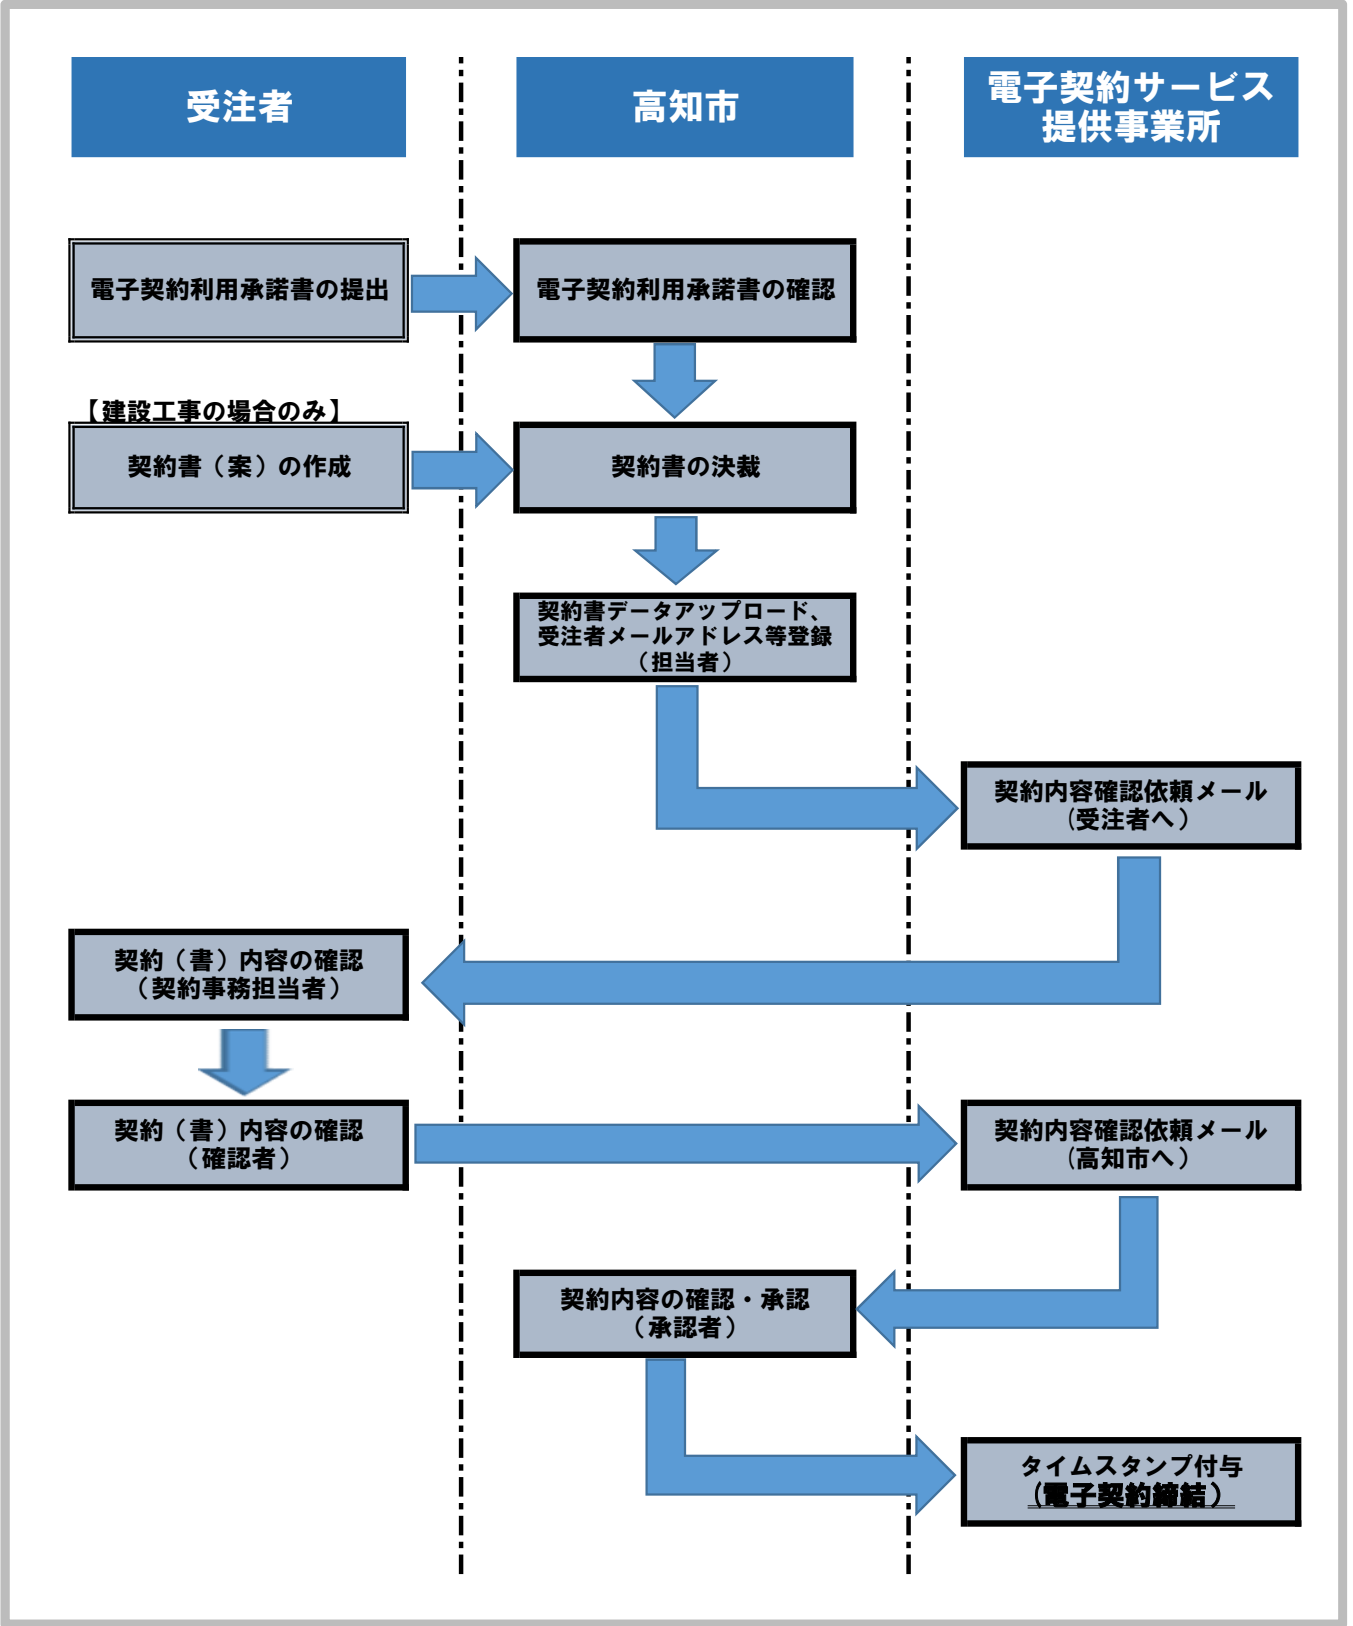 受注者
高知市
電子契約サービス
提供事業所
電子契約利用承諾書の提出
電子契約利用承諾書の確認
【建設工事の場合のみ】
契約書（案）の作成
契約書の決裁
契約書データアップロード、
受注者メールアドレス等登録
（担当者）
契約内容確認依頼メール
(受注者へ）
契約（書）内容の確認
（契約事務担当者）
契約（書）内容の確認
（確認者）
契約内容確認依頼メール
(高知市へ）
契約内容の確認・承認
（承認者）
タイムスタンプ付与
(電子契約締結）